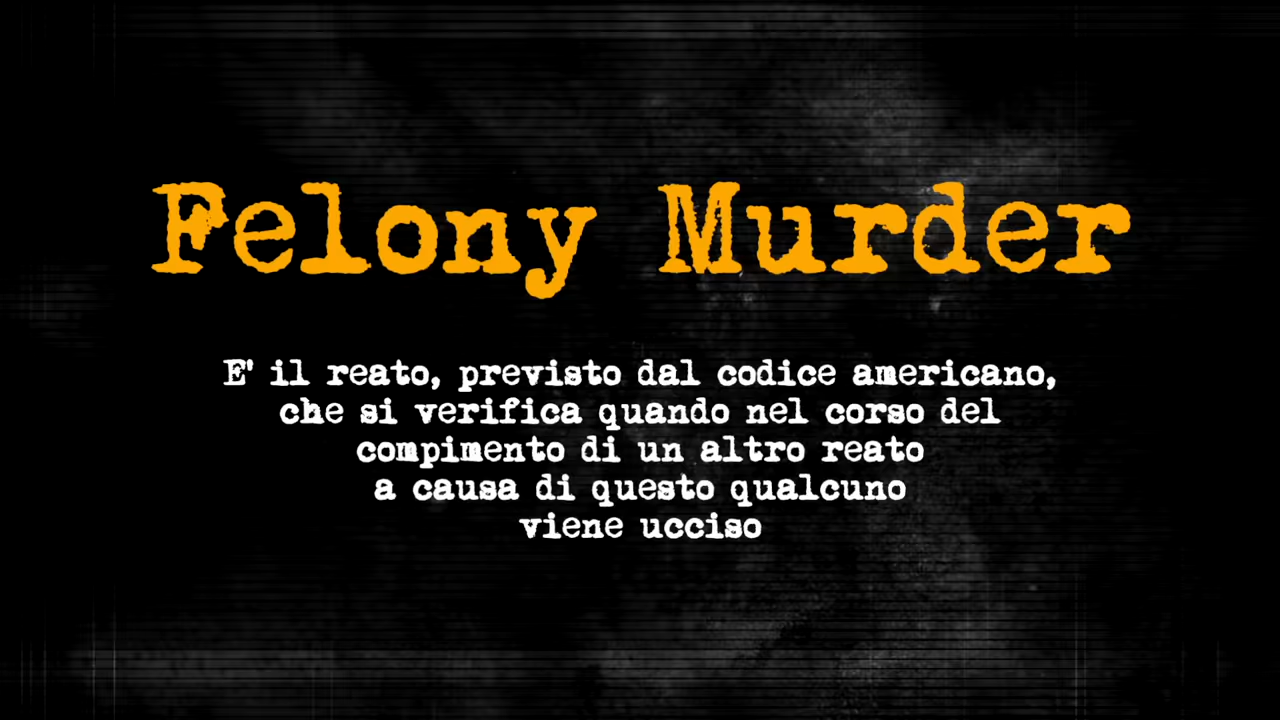 Felony Murder
E' il reato, previsto dal codice americano,
che si verifica quando nel corso del
compimento di un altro reato
a causa di questo qualcuno
viene ucciso